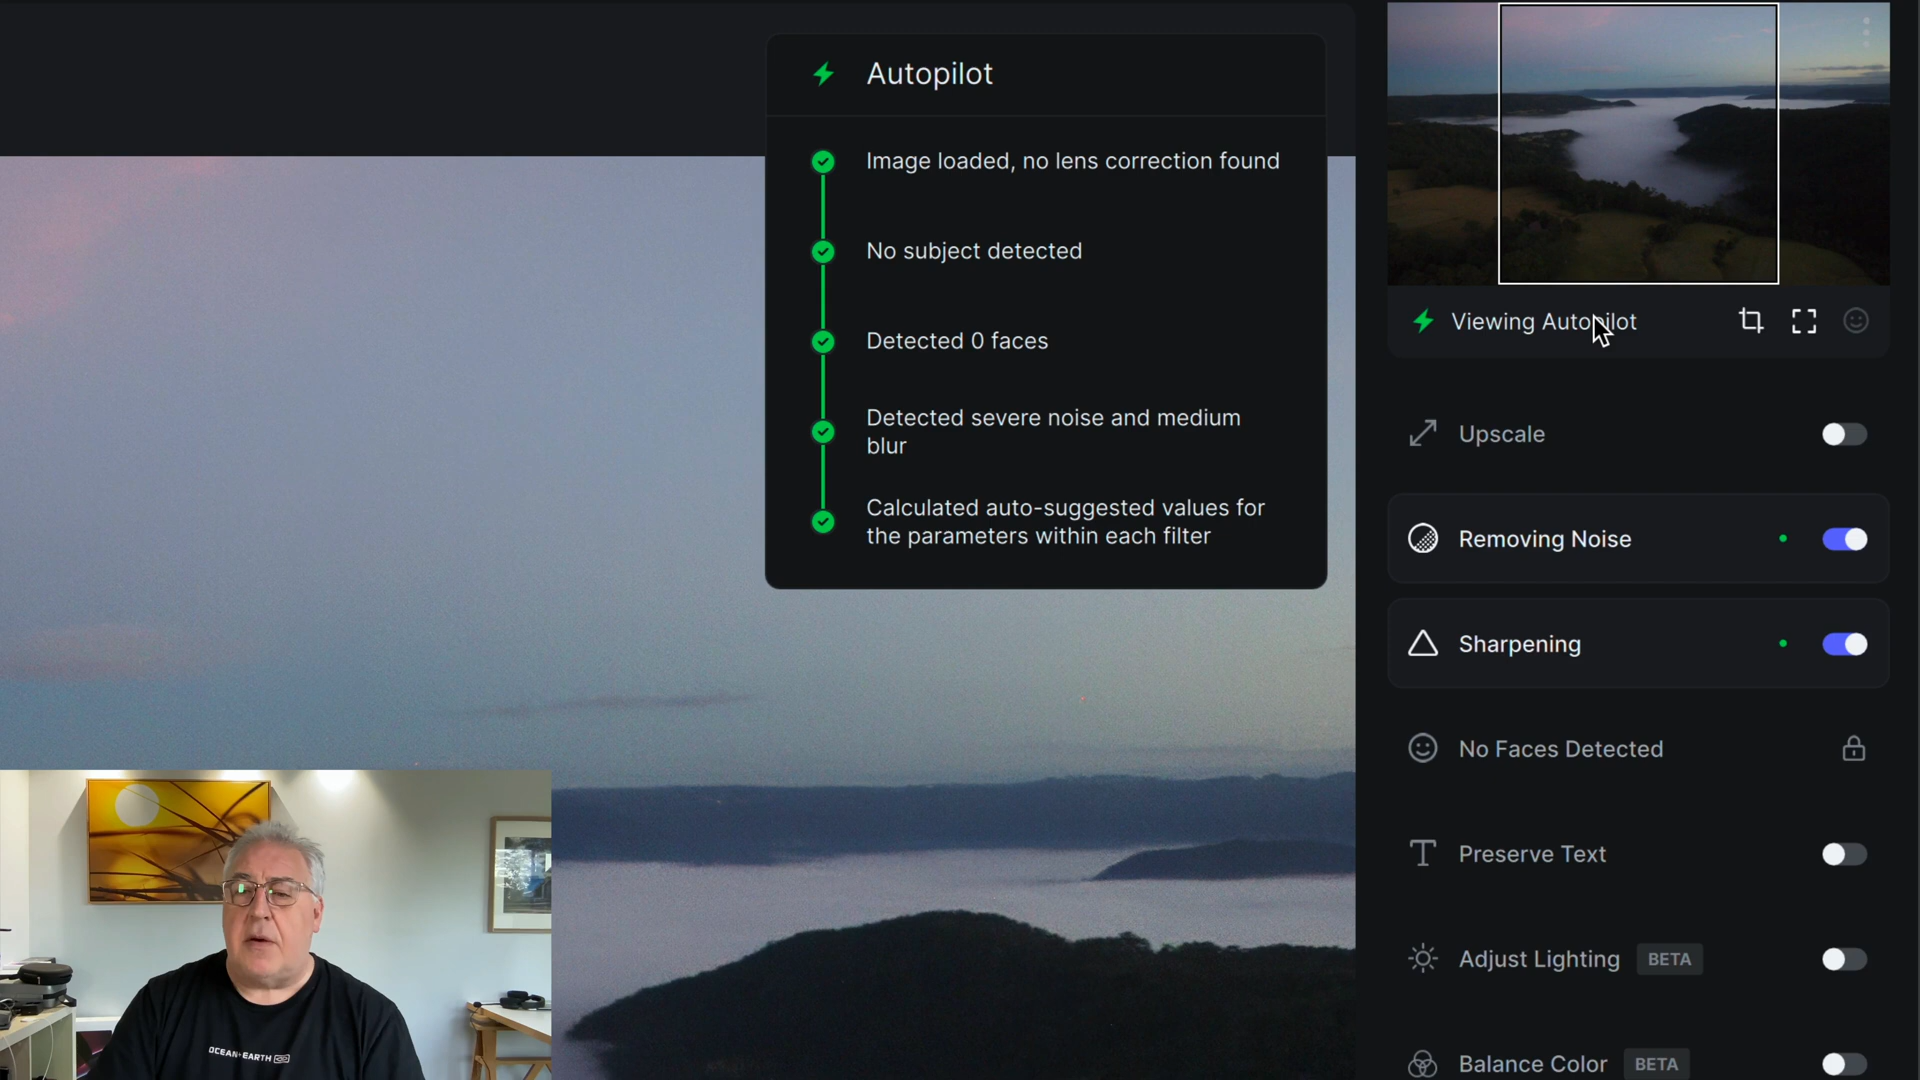 Autopilot
Image loaded, no lens correction found
No subject detected
Detected 0 faces
Detected severe noise and medium
blur
Calculated auto-suggested values for
the parameters within each filter
Viewing Autopilot
Upscale
Removing Noise
Sharpening
No Faces Detected
Preserve Text
Adjust Lighting BETA
Balance Color BETA
OCEAN+EARTH